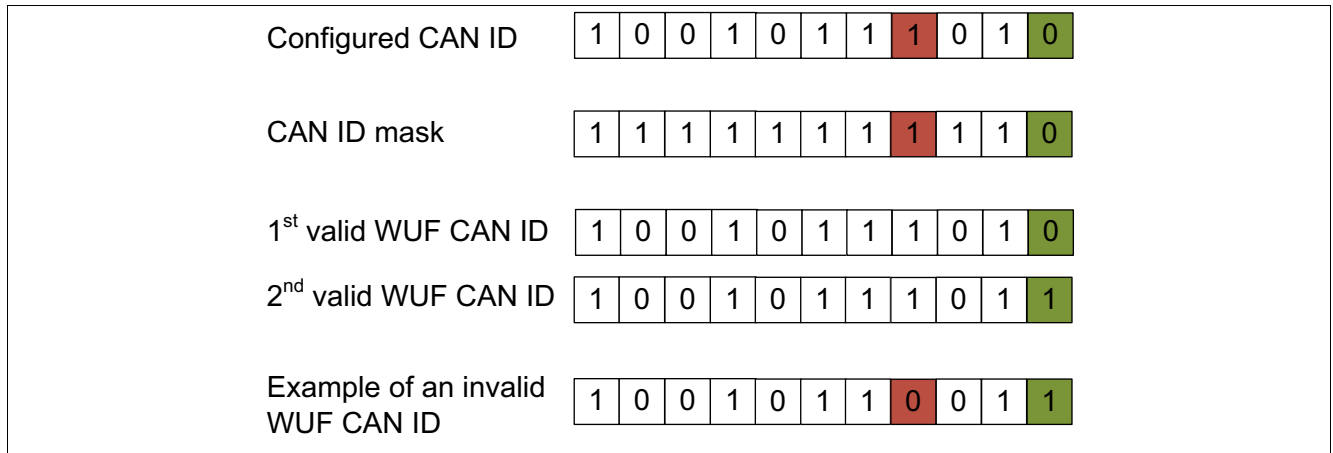 Configured CAN ID 1 0 0 1 0 1 1 1 0 1 0
CAN ID mask 1 1 1 1 1 1 1 1 1 1 0
1st valid WUF CAN ID 1 0 0 1 0 1 1 1 0 1 0
2nd valid WUF CAN ID 1 0 0 1 0 1 1 1 0 1 1
Example of an invalid
WUF CAN ID 1 0 0 1 0 1 1 0 0 1 1